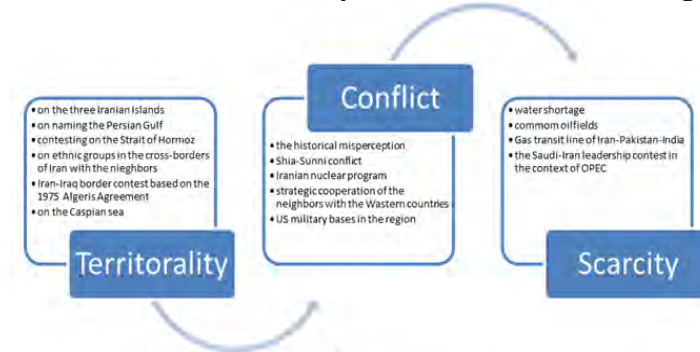 • on the three Iranian Islands
• on naming the Persian Gulf
• contesting on the Strait of Hormoz
• on ethnic groups in the cross-borders
of Iran with the nieghbors
• Iran-Iraq border contest based on the
1975 Algeris Agreement
• on the Caspian sea
Territorality
Conflict
• the historical misperception
• Shia-Sunni conflict
• Iranian nuclear program
• strategic cooperation of the
neighbors with the Wastern countries
• US military bases in the region
• water shortage
• commom oilfields
• Gas transit line of Iran-Pakistan-India
• the Saudi-Iran leadership contest in
the context of OPEC
Scarcity